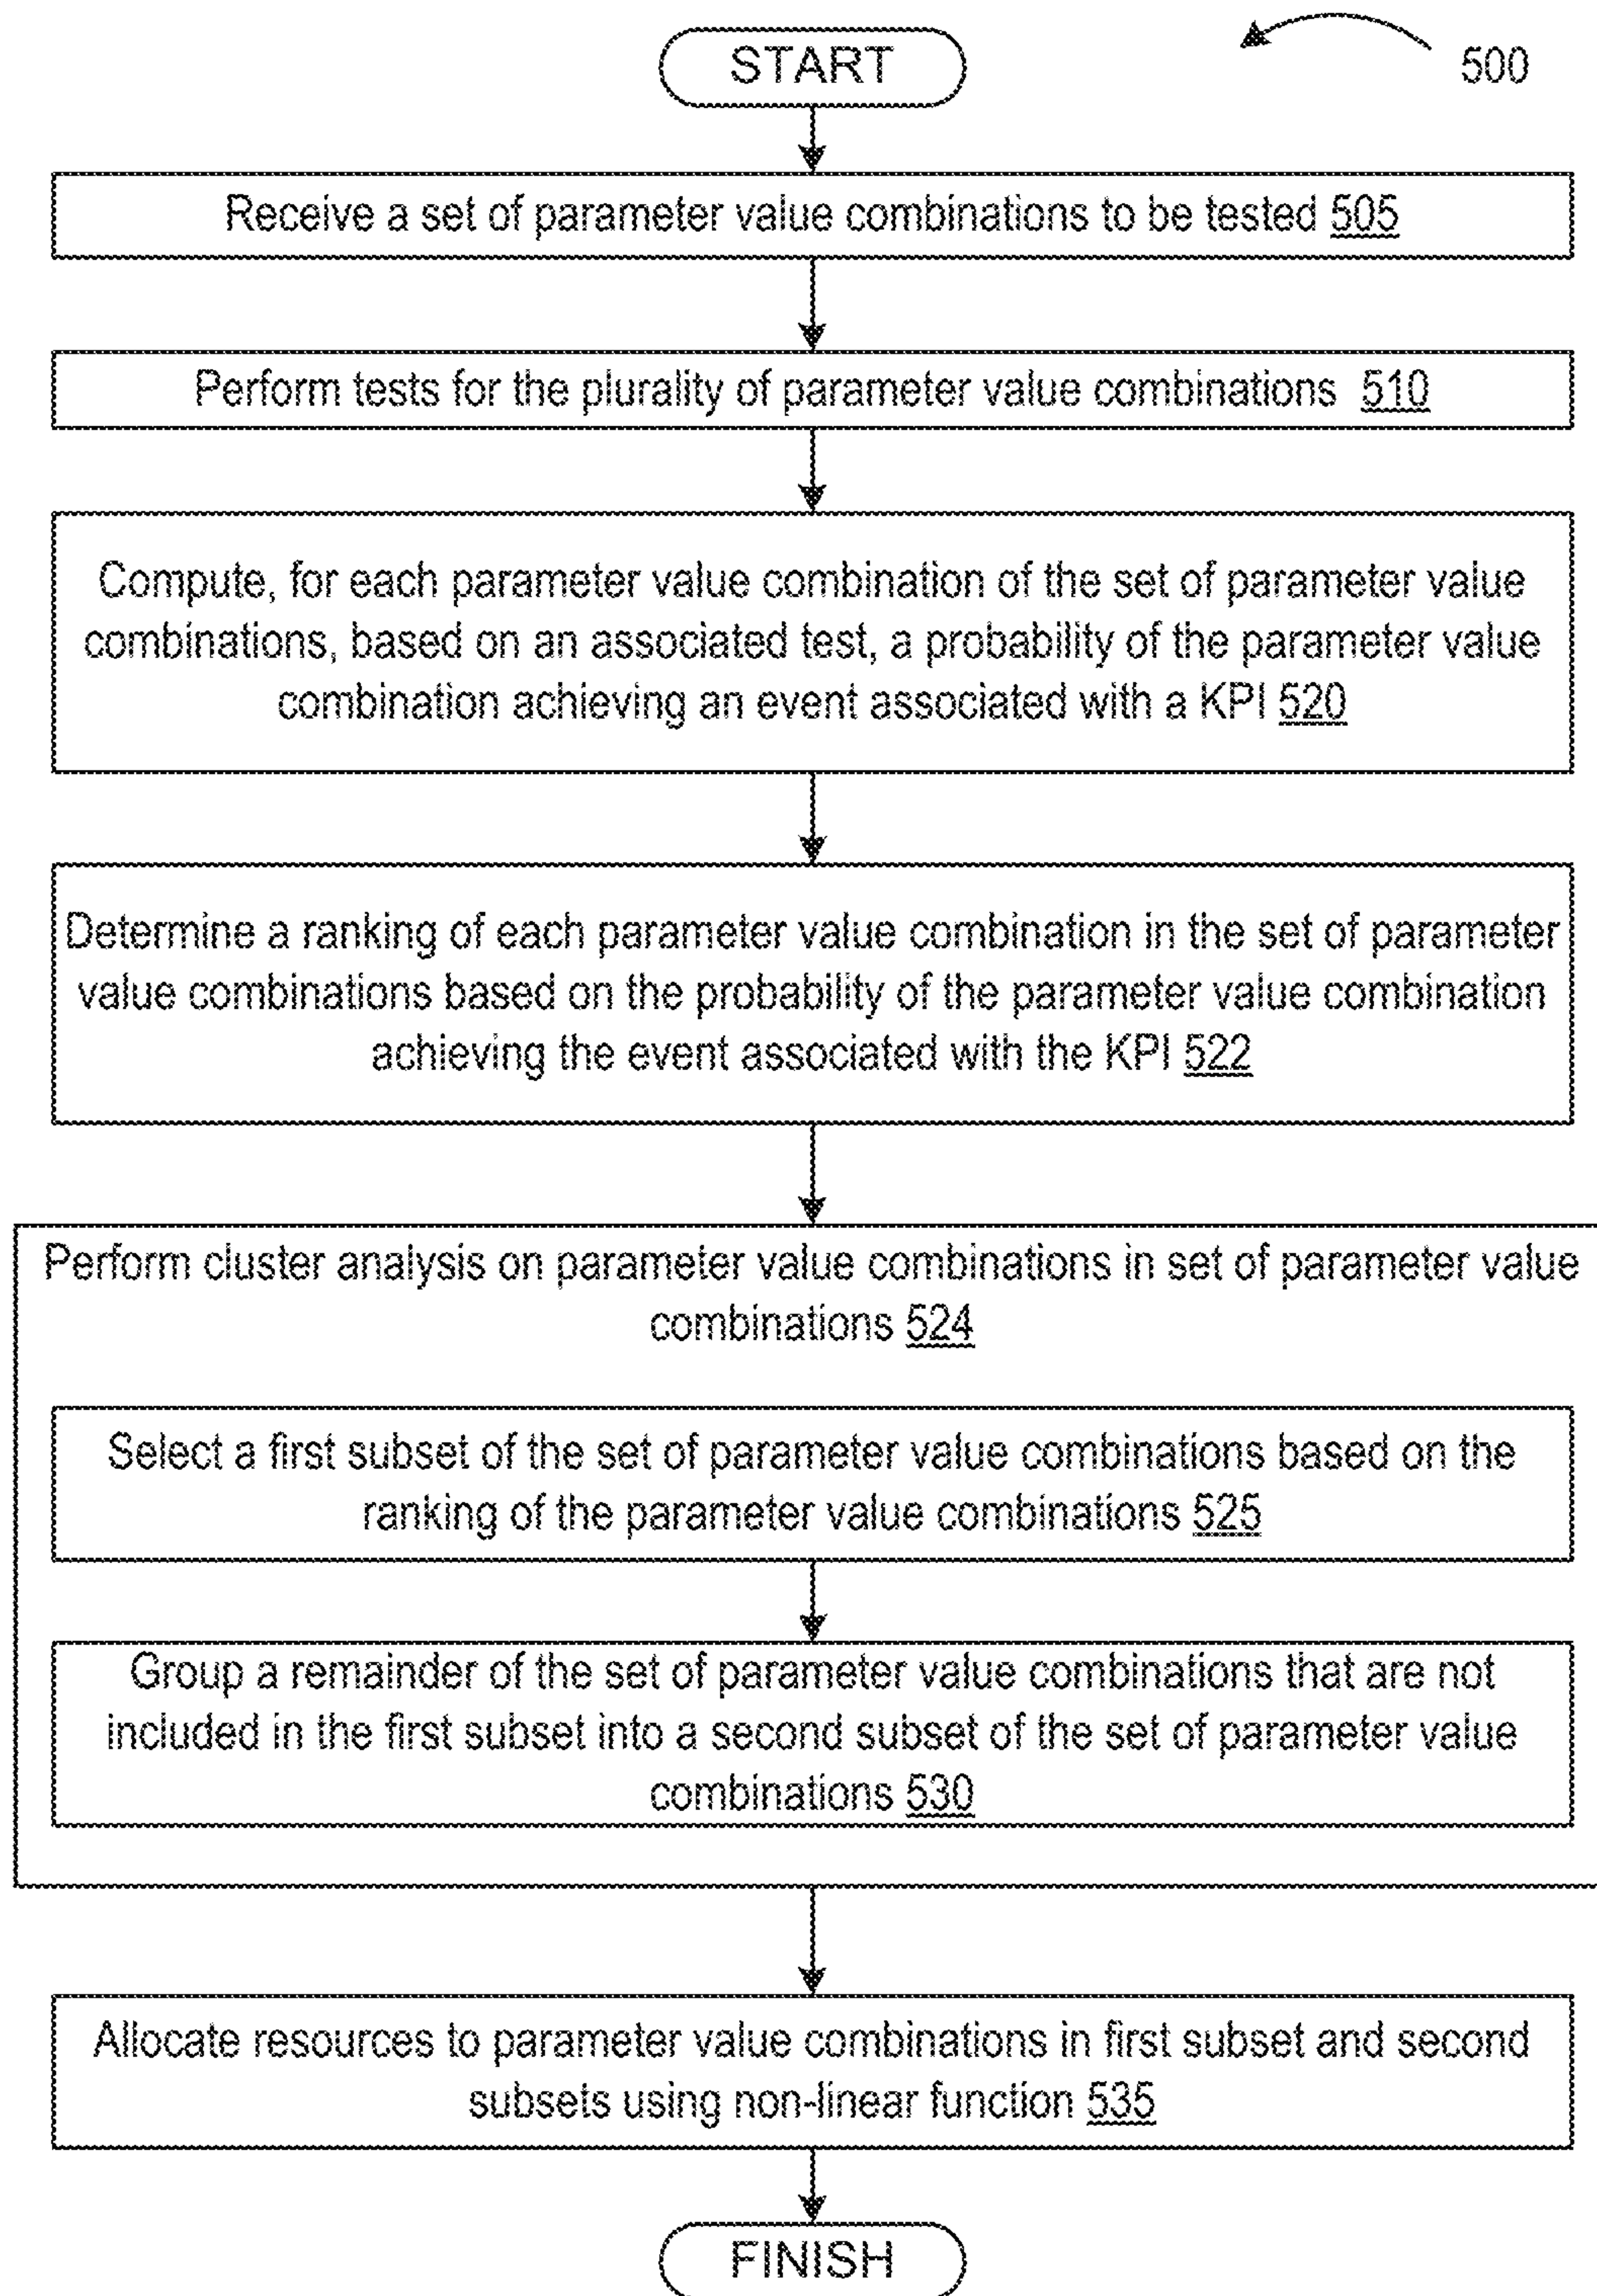 START
500
Receive a set of parameter value combinations to be tested 505
Perform tests for the plurality of parameter value combinations 510
Compute, for each parameter value combination of the set of parameter value
combinations, based on an associated test, a probability of the parameter value
combination achieving an event associated with a KPI 520
Determine a ranking of each parameter value combination in the set of parameter
value combinations based on the probability of the parameter value combination
achieving the event associated with the KPI 522
Perform cluster analysis on parameter value combinations in set of parameter value
combinations 524
Select a first subset of the set of parameter value combinations based on the
ranking of the parameter value combinations 525
Group a remainder of the set of parameter value combinations that are not
included in the first subset into a second subset of the set of parameter value
combinations 530
Allocate resources to parameter value combinations in first subset and second
subsets using non-linear function 535
FINISH